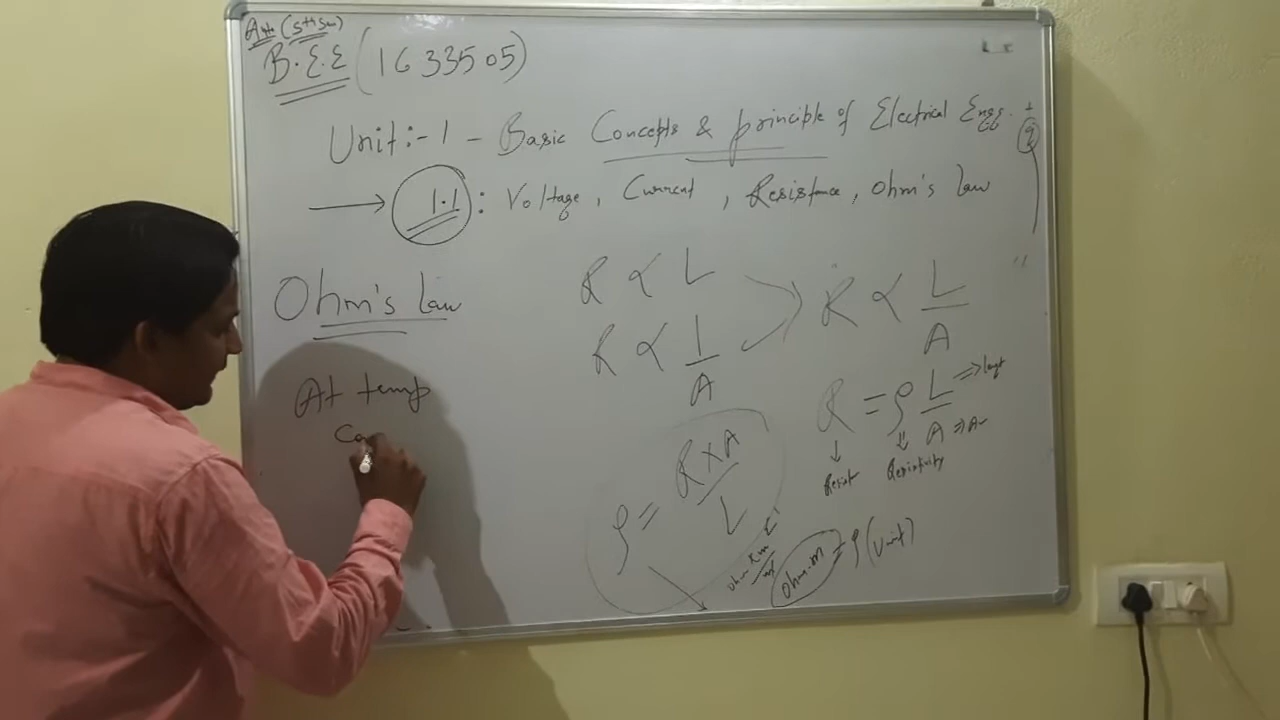 (5th Sem)
B.E.E (1633505)
Unit:-1 - Basic Concepts & principle of Electrical Engg.
→ 1.1 : Voltage, Current, Resistance, Ohm's law
Ohm's law
At temp
Co
R ∝ L
R ∝ 1/A
R ∝ L/A
R = ρ L/A
Resist
Resistivity
ρ = R×A/L
ohm.m = ρ (unit)